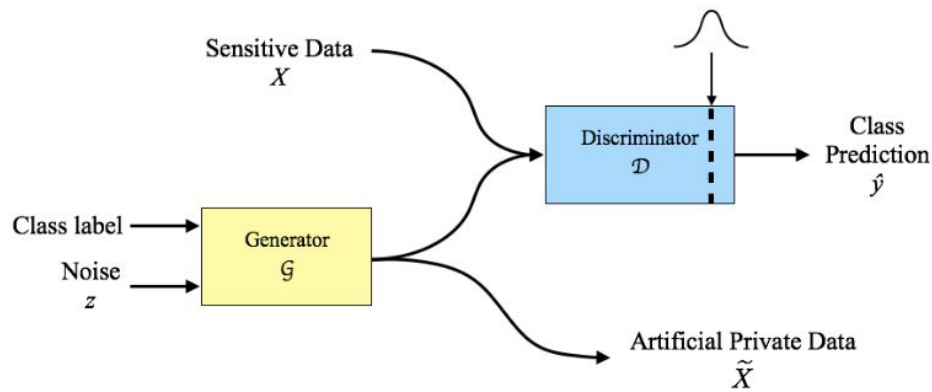 Sensitive Data
X
Discriminator
𝒟
Class
Prediction
ŷ
Class label
Noise
z
Generator
𝒢
Artificial Private Data
X̃